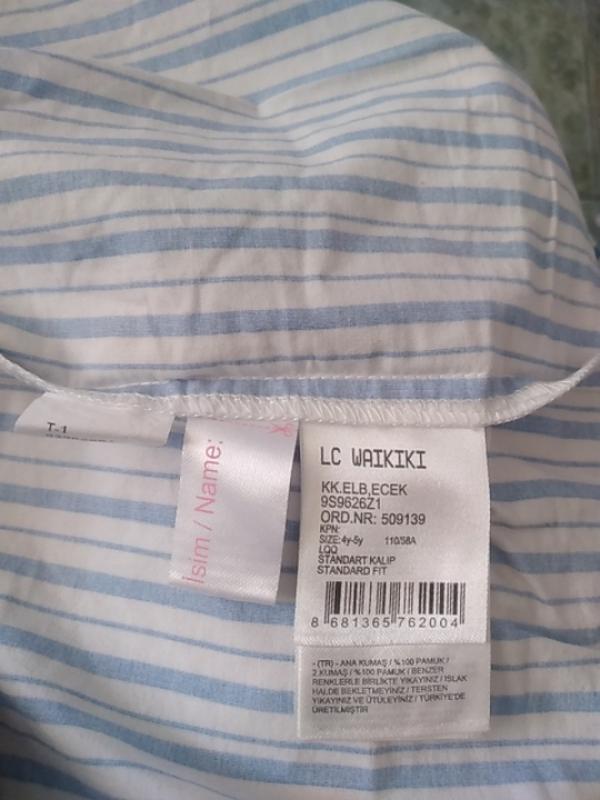 T-1
İsim / Name:
LC WAIKIKI
KK.ELB,ECEK
9S9626Z1
ORD.NR: 509139
KPN:
SIZE: 4y-5y 110/58A
LQQ
STANDART KALIP
STANDARD FIT
8 681365 762004
- (TR) - ANA KUMAŞ / %100 PAMUK /
2.KUMAŞ / %100 PAMUK / BENZER
RENKLERLE BİRLİKTE YIKAYINIZ / ISLAK
HALDE BEKLETMEYİNİZ / TERSTEN
YIKAYINIZ VE ÜTÜLEYİNİZ / TÜRKİYE'DE
ÜRETİLMİŞTİR